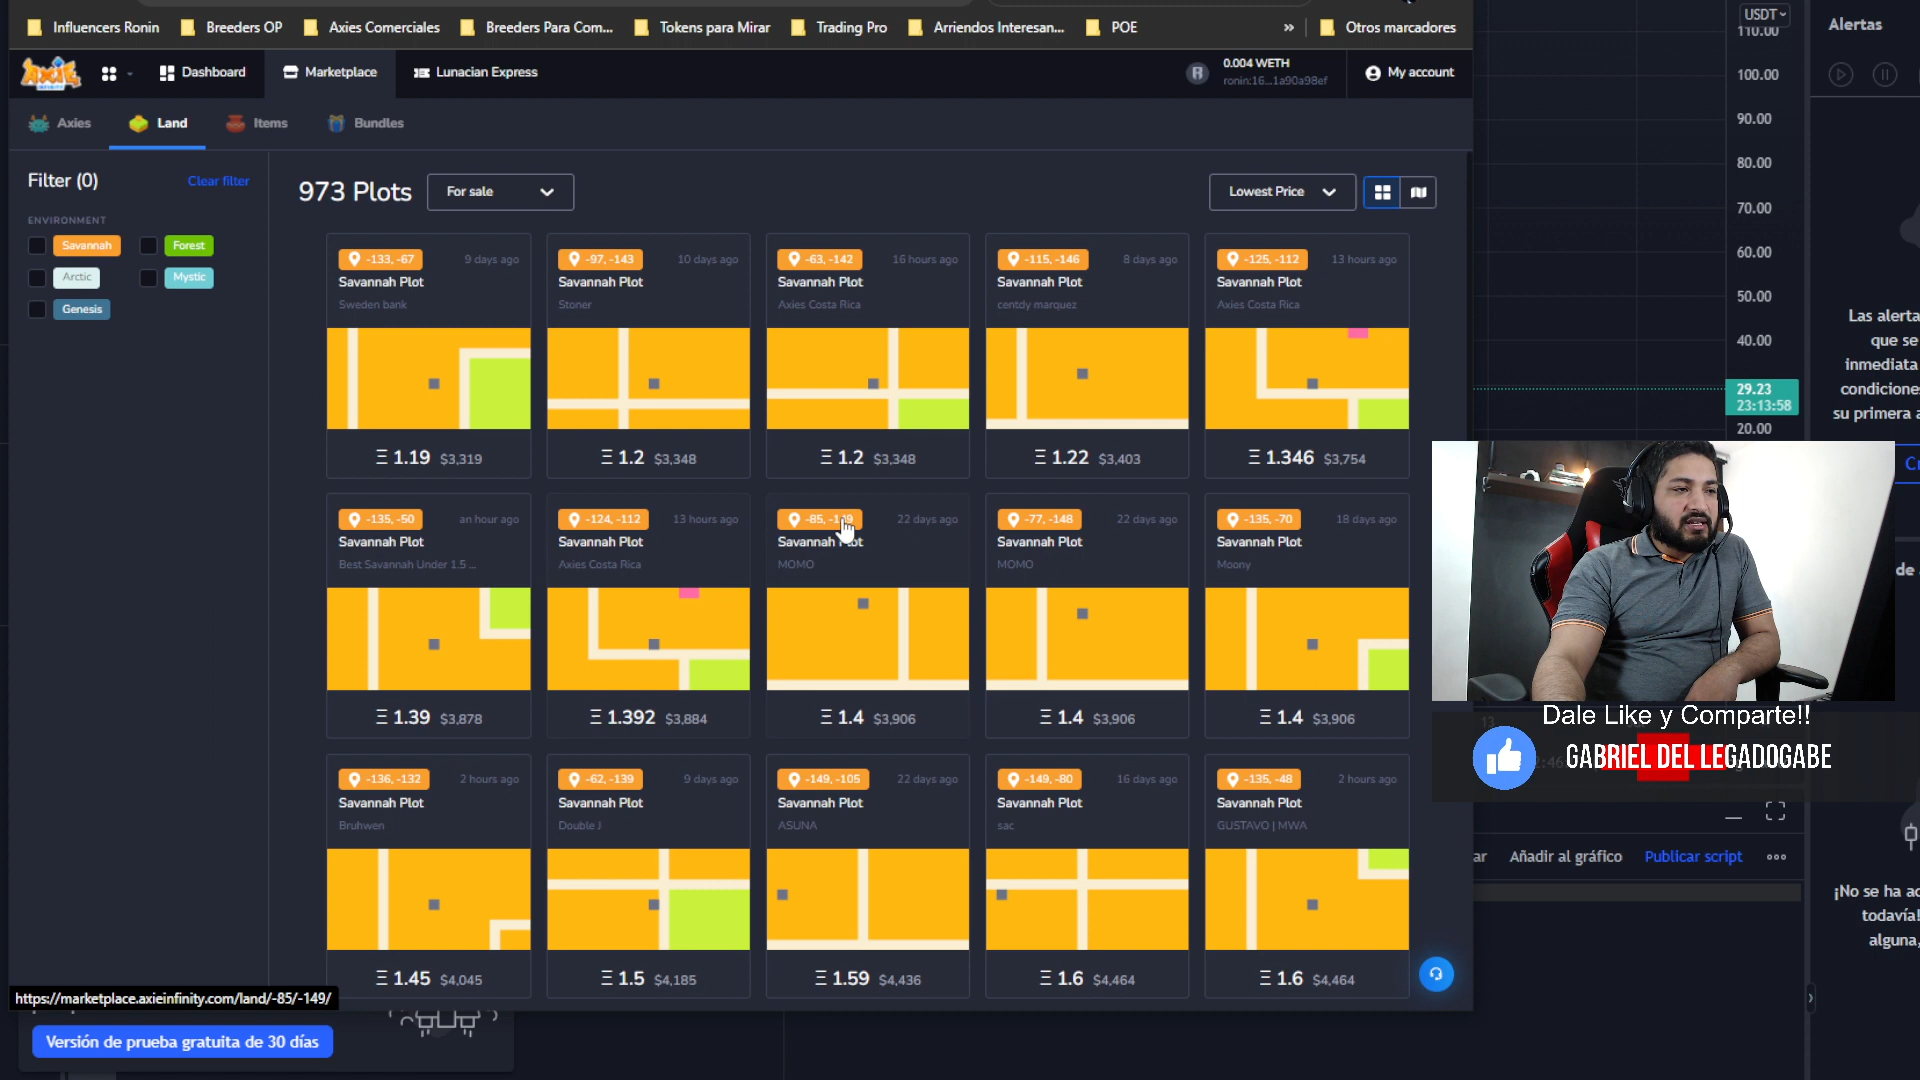 Influencers Ronin
Breeders OP
Axies Comerciales
Breeders Para Com...
Tokens para Mirar
Trading Pro
Arriendos Interesan...
POE
»
Otros marcadores
USDT
110.00
Alertas
AXIE
INFINITY
Dashboard
Marketplace
Lunacian Express
0.004 WETH
ronin:16...1a90a98ef
My account
100.00
Axies
Land
Items
Bundles
90.00
80.00
70.00
60.00
50.00
40.00
29.23
23:13:58
20.00
Filter (0)
Clear filter
973 Plots
For sale
Lowest Price
ENVIRONMENT
Savannah
Forest
Arctic
Mystic
Genesis
-133, -67
9 days ago
Savannah Plot
Sweden bank
Ξ 1.19 $3,319
-97, -143
10 days ago
Savannah Plot
Stoner
Ξ 1.2 $3,348
-63, -142
16 hours ago
Savannah Plot
Axies Costa Rica
Ξ 1.2 $3,348
-115, -146
8 days ago
Savannah Plot
centdy marquez
Ξ 1.22 $3,403
-125, -112
13 hours ago
Savannah Plot
Axies Costa Rica
Ξ 1.346 $3,754
-135, -50
an hour ago
Savannah Plot
Best Savannah Under 1.5 ...
Ξ 1.39 $3,878
-124, -112
13 hours ago
Savannah Plot
Axies Costa Rica
Ξ 1.392 $3,884
-85, -149
22 days ago
Savannah Plot
MOMO
Ξ 1.4 $3,906
-77, -148
22 days ago
Savannah Plot
MOMO
Ξ 1.4 $3,906
-135, -70
18 days ago
Savannah Plot
Moony
Ξ 1.4 $3,906
-136, -132
2 hours ago
Savannah Plot
Bruhwen
Ξ 1.45 $4,045
-62, -139
9 days ago
Savannah Plot
Double J
Ξ 1.5 $4,185
-149, -105
22 days ago
Savannah Plot
ASUNA
Ξ 1.59 $4,436
-149, -80
16 days ago
Savannah Plot
sac
Ξ 1.6 $4,464
-135, -48
2 hours ago
Savannah Plot
GUSTAVO | MWA
Ξ 1.6 $4,464
Las alerta
que se
inmediata
condiciones
su primera a
de
Dale Like y Comparte!!
GABRIEL DEL LEGADOGABE
ar
Añadir al gráfico
Publicar script
¡No se ha ac
todavía!
alguna,
https://marketplace.axieinfinity.com/land/-85/-149/
Versión de prueba gratuita de 30 días